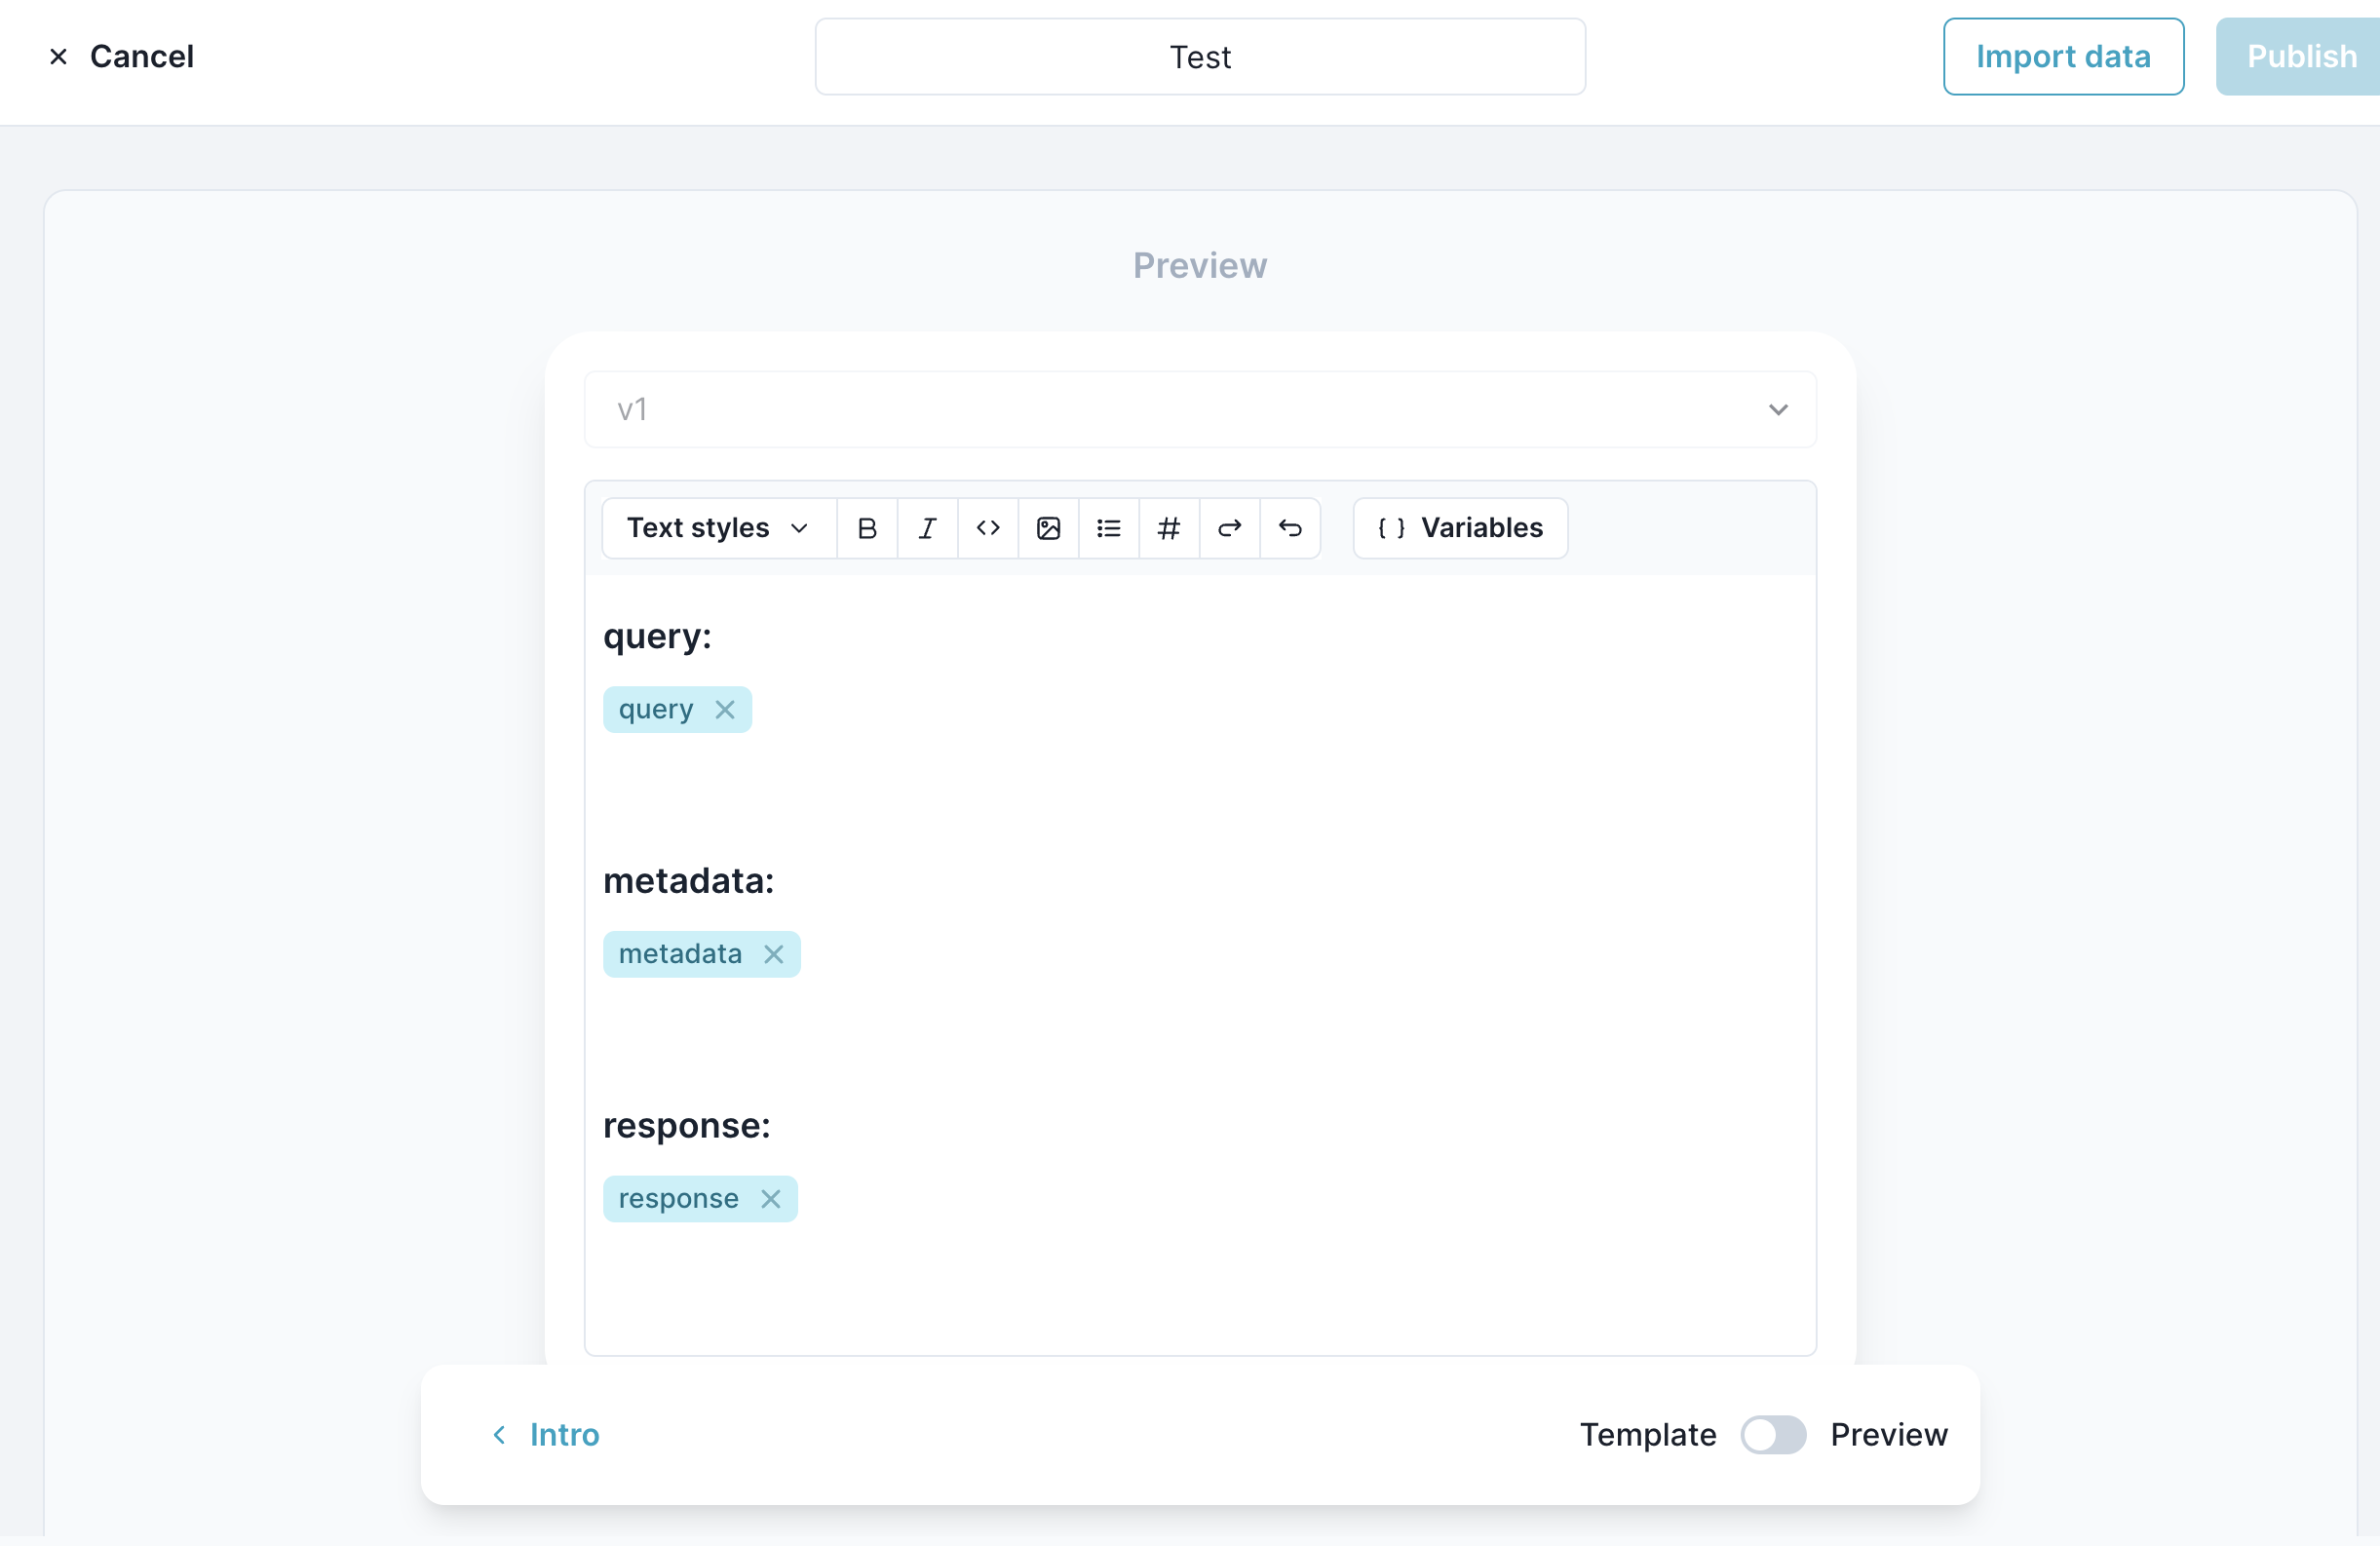 Cancel
Test
Import data
Publish
Preview
v1
Text styles
B I <> # { } Variables
query:
query
metadata:
metadata
response:
response
Intro
Template
Preview